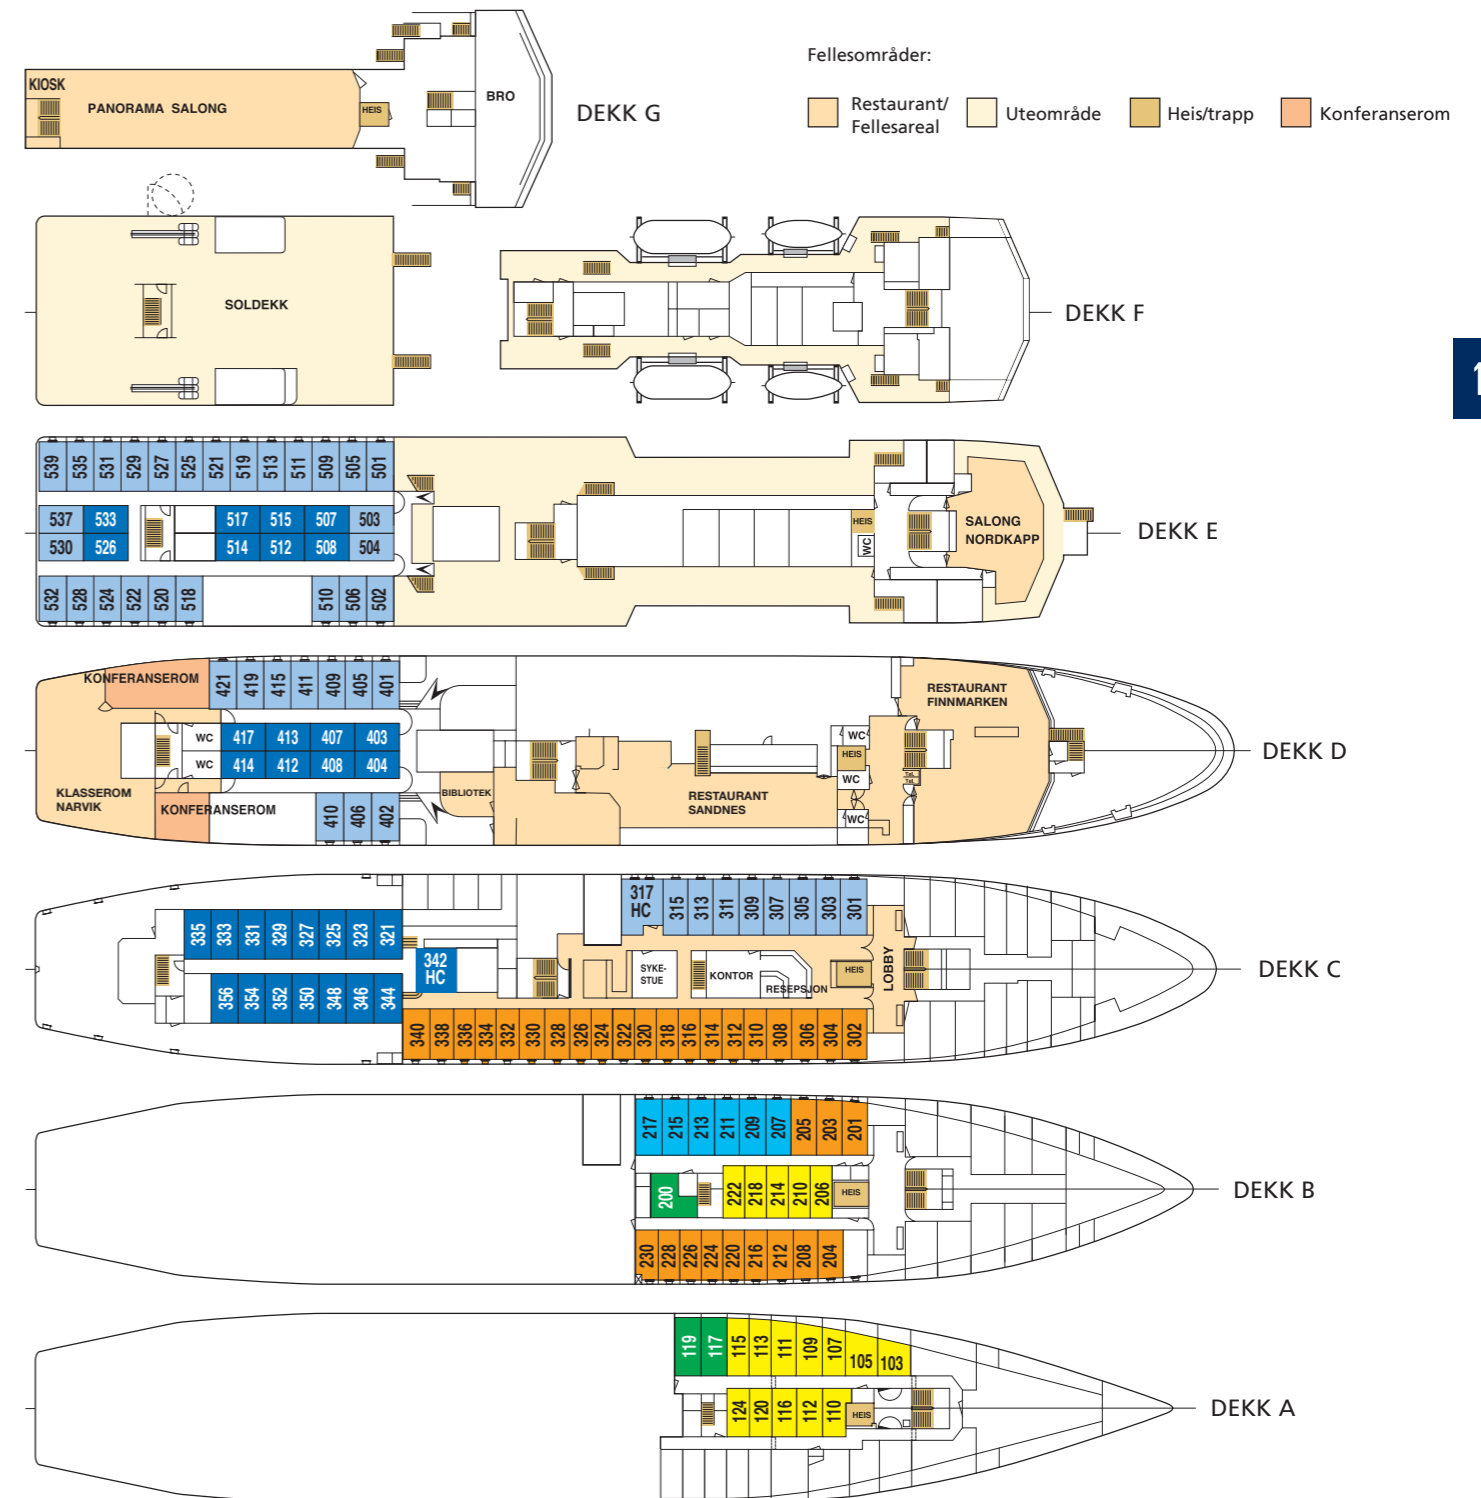 Fellesområder:
Restaurant/
Fellesareal
Uteområde
Heis/trapp
Konferanserom
KIOSK
PANORAMA SALONG
HEIS
BRO
DEKK G
SOLDEKK
DEKK F
539 535 531 529 527 525 521 519 513 511 509 505 501
537 533 517 515 507 503
530 526 514 512 508 504
532 528 524 522 520 518 510 506 502
HEIS
WC
SALONG
NORDKAPP
DEKK E
KONFERANSEROM
421 419 415 411 409 405 401
WC 417 413 407 403
WC 414 412 408 404
KLASSEROM
NARVIK
KONFERANSEROM
410 406 402
BIBLIOTEK
RESTAURANT
SANDNES
WC
HEIS
WC
WC
Tel.
Tel.
RESTAURANT
FINNMARKEN
DEKK D
317
HC
315 313 311 309 307 305 303 301
335 333 331 329 327 325 323 321
342
HC
356 354 352 350 348 346 344
SYKE-
STUE
KONTOR
RESEPSJON
HEIS
LOBBY
340 338 336 334 332 330 328 326 324 322 320 318 316 314 312 310 308 306 304 302
DEKK C
217 215 213 211 209 207 205 203 201
200 222 218 214 210 206
HEIS
230 228 226 224 220 216 212 208 204
DEKK B
119 117 115 113 111 109 107 105 103
124 120 116 112 110
HEIS
DEKK A